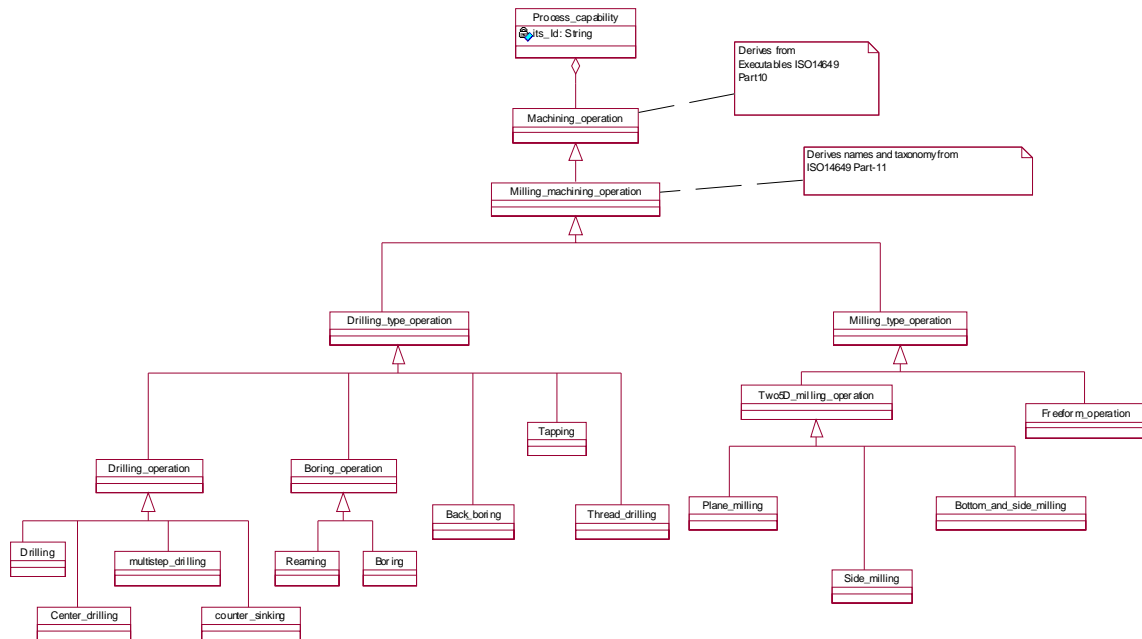 Process_capability
its_Id: String
Derives from
Executables ISO14649
Part10
Machining_operation
Derives names and taxonomy from
ISO14649 Part-11
Milling_machining_operation
Drilling_type_operation
Milling_type_operation
Two5D_milling_operation
Freeform_operation
Tapping
Drilling_operation
Boring_operation
Back_boring
Thread_drilling
Plane_milling
Bottom_and_side_milling
Drilling
multistep_drilling
Reaming
Boring
Side_milling
Center_drilling
counter_sinking